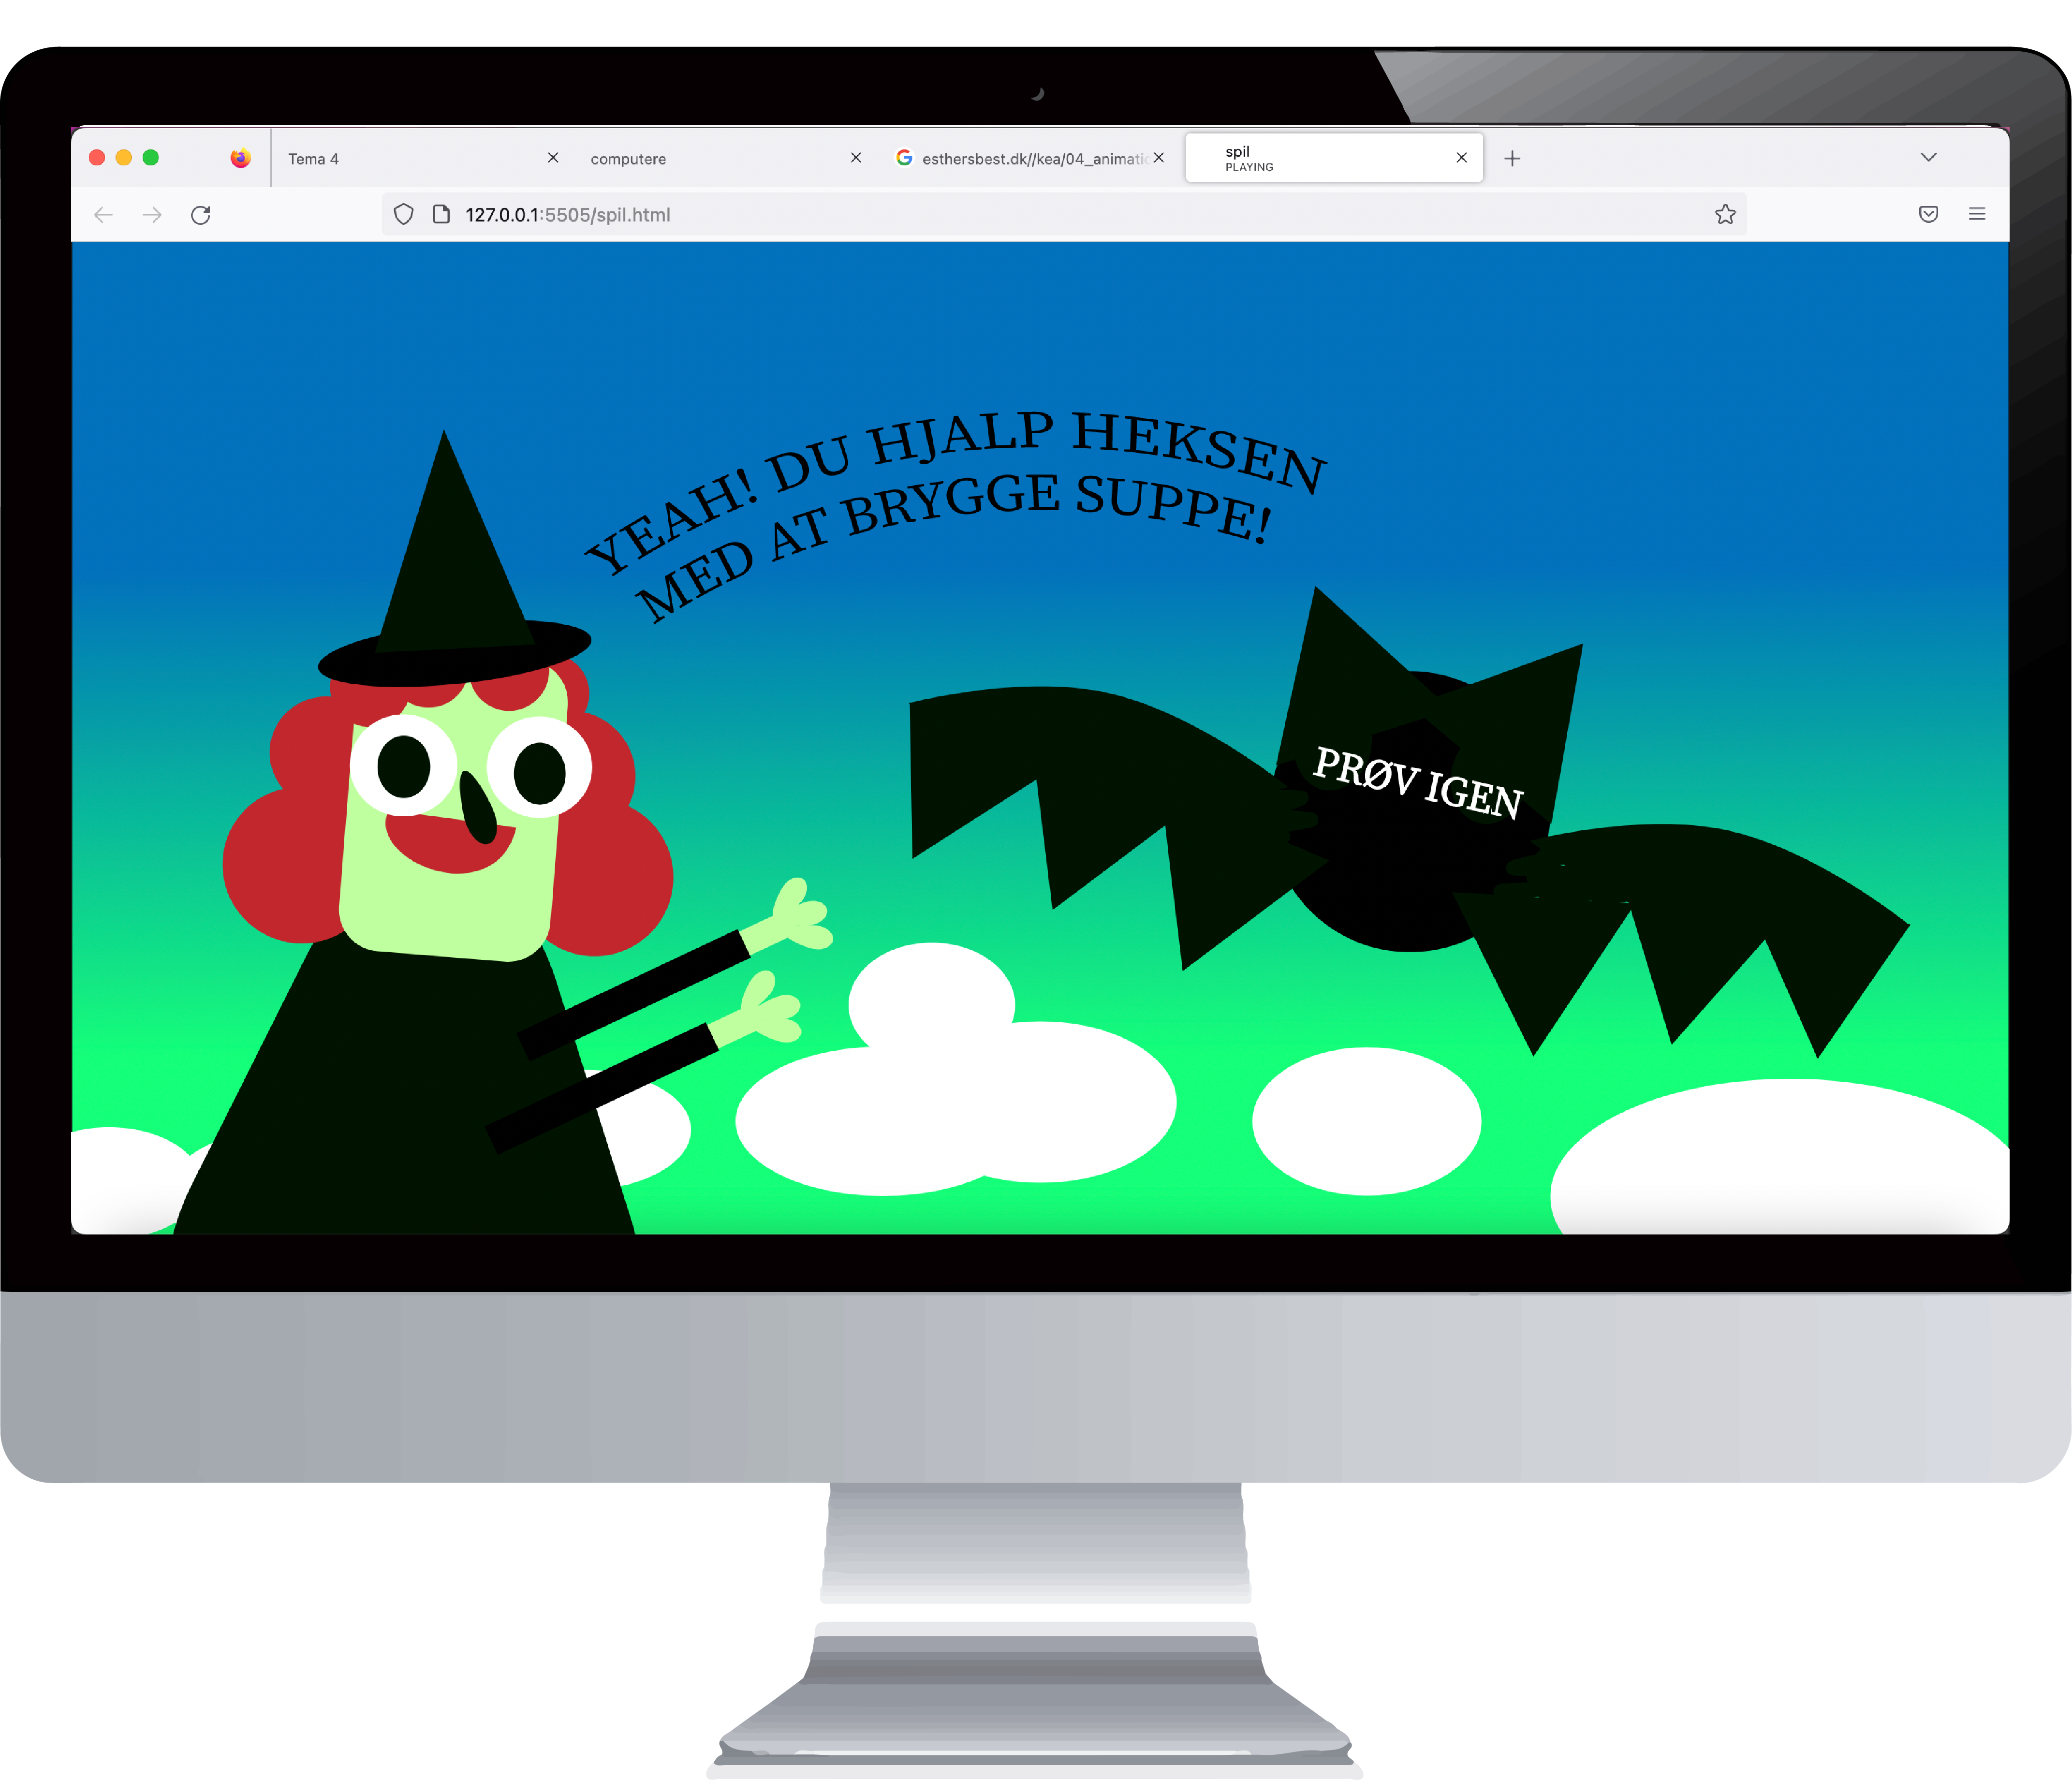 Tema 4
computere
esthersbest.dk//kea/04_animatic
spil
PLAYING
127.0.0.1:5505/spil.html
YEAH! DU HJALP HEKSEN
MED AT BRYGGE SUPPE!
PRØV IGEN